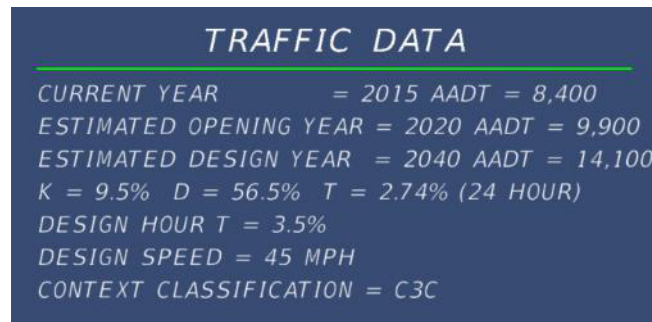 TRAFFIC DATA
CURRENT YEAR = 2015 AADT = 8,400
ESTIMATED OPENING YEAR = 2020 AADT = 9,900
ESTIMATED DESIGN YEAR = 2040 AADT = 14,100
K = 9.5% D = 56.5% T = 2.74% (24 HOUR)
DESIGN HOUR T = 3.5%
DESIGN SPEED = 45 MPH
CONTEXT CLASSIFICATION = C3C